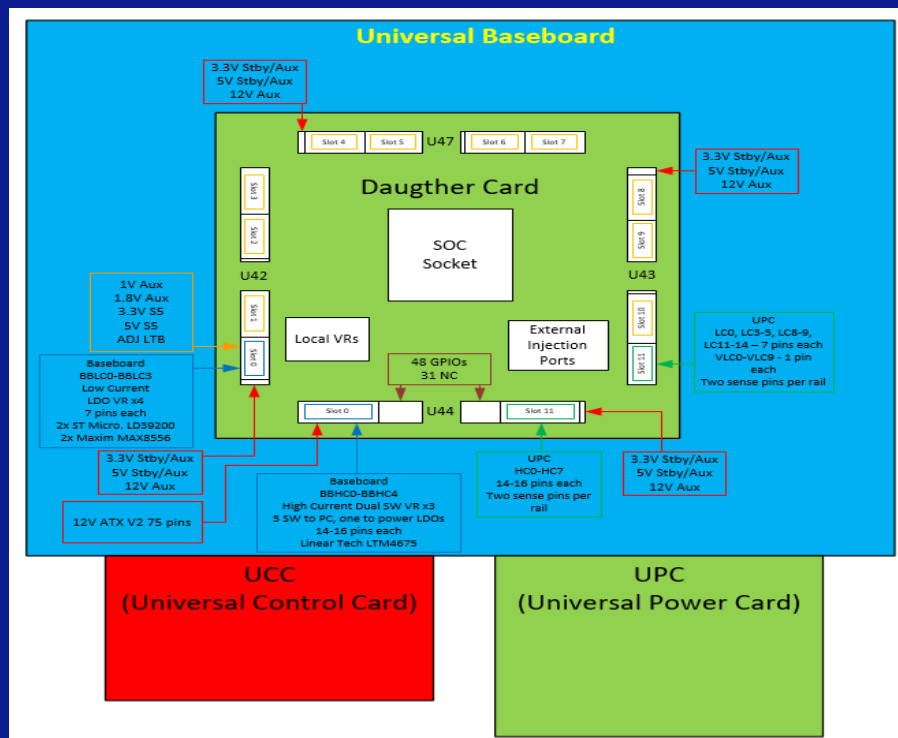 Universal Baseboard
3.3V Stby/Aux
5V Stby/Aux
12V Aux
Slot 4
Slot 5
U47
Slot 6
Slot 7
3.3V Stby/Aux
5V Stby/Aux
12V Aux
Slot 3
Slot 2
Daugther Card
Slot 8
Slot 9
SOC
Socket
U42
U43
1V Aux
1.8V Aux
3.3V S5
5V S5
ADJ LTB
Slot 1
Slot 0
Local VRs
External
Injection
Ports
Slot 10
Slot 11
UPC
LC0, LC3-5, LC8-9,
LC11-14 – 7 pins each
VLC0-VLC9 - 1 pin
each
Two sense pins per rail
Baseboard
BBLC0-BBLC3
Low Current
LDO VR x4
7 pins each
2x ST Micro. LD39200
2x Maxim MAX8556
48 GPIOs
31 NC
Slot 0
U44
Slot 11
3.3V Stby/Aux
5V Stby/Aux
12V Aux
Baseboard
BBHC0-BBHC4
High Current Dual SW VR x3
5 SW to PC, one to power LDOs
14-16 pins each
Linear Tech LTM4675
UPC
HC0-HC7
14-16 pins each
Two sense pins per
rail
3.3V Stby/Aux
5V Stby/Aux
12V Aux
12V ATX V2 75 pins
UCC
(Universal Control Card)
UPC
(Universal Power Card)